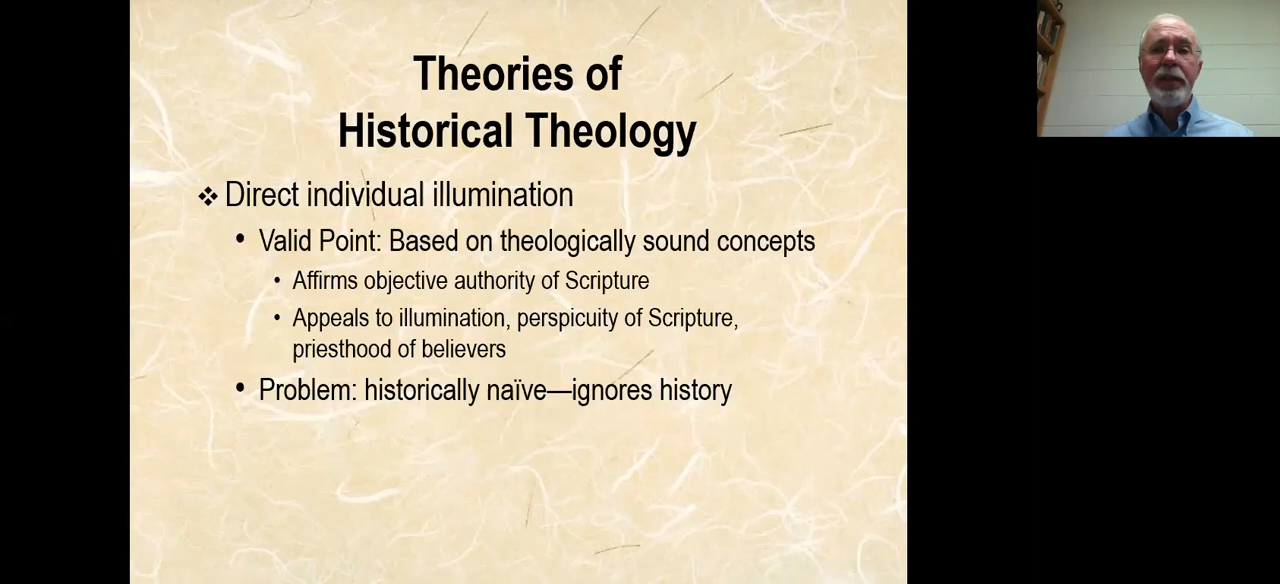 Theories of
Historical Theology
❖ Direct individual illumination
• Valid Point: Based on theologically sound concepts
• Affirms objective authority of Scripture
• Appeals to illumination, perspicuity of Scripture,
priesthood of believers
• Problem: historically naïve—ignores history